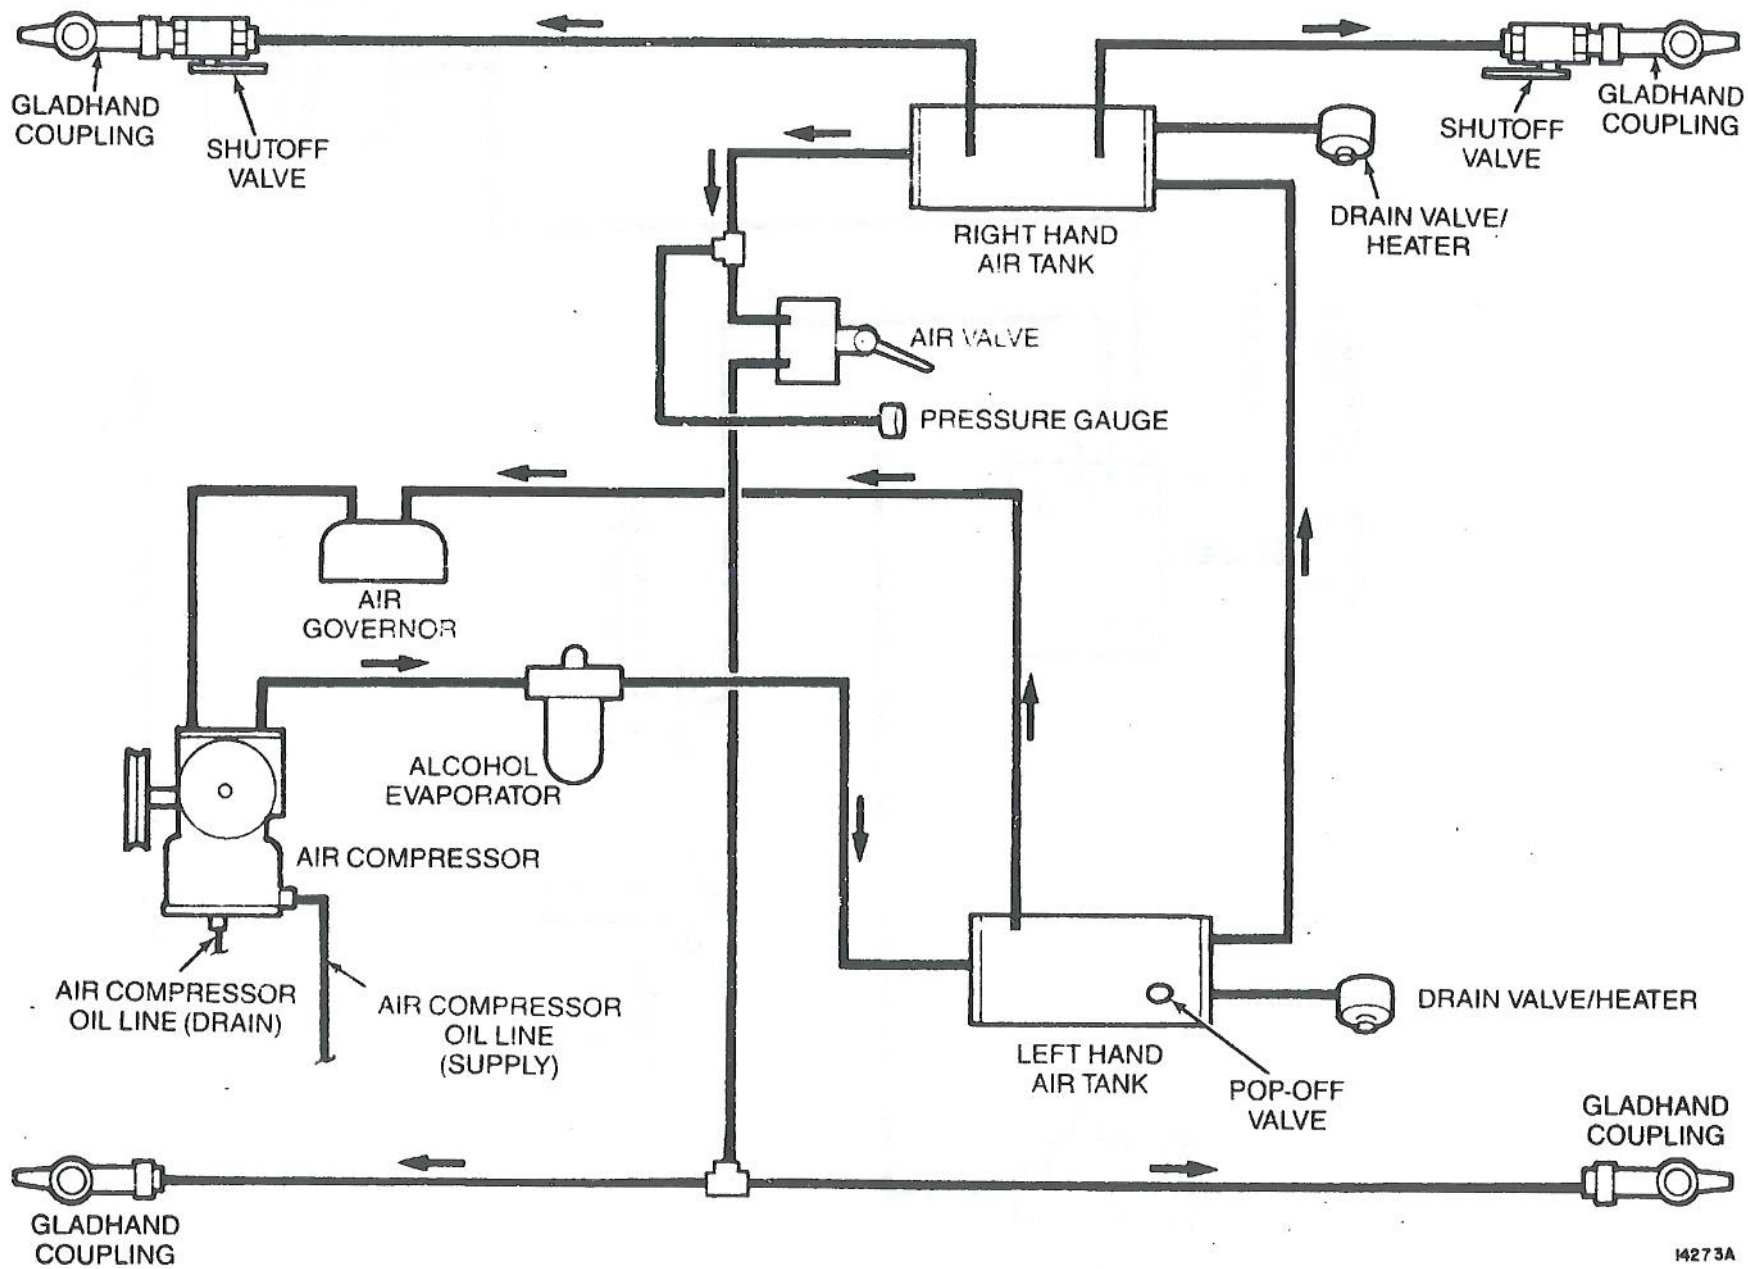 GLADHAND
COUPLING
SHUTOFF
VALVE
SHUTOFF
VALVE
GLADHAND
COUPLING
DRAIN VALVE/
HEATER
RIGHT HAND
AIR TANK
AIR VALVE
PRESSURE GAUGE
AIR
GOVERNOR
ALCOHOL
EVAPORATOR
AIR COMPRESSOR
AIR COMPRESSOR
OIL LINE (DRAIN)
AIR COMPRESSOR
OIL LINE
(SUPPLY)
DRAIN VALVE/HEATER
LEFT HAND
AIR TANK
POP-OFF
VALVE
GLADHAND
COUPLING
GLADHAND
COUPLING
14273A